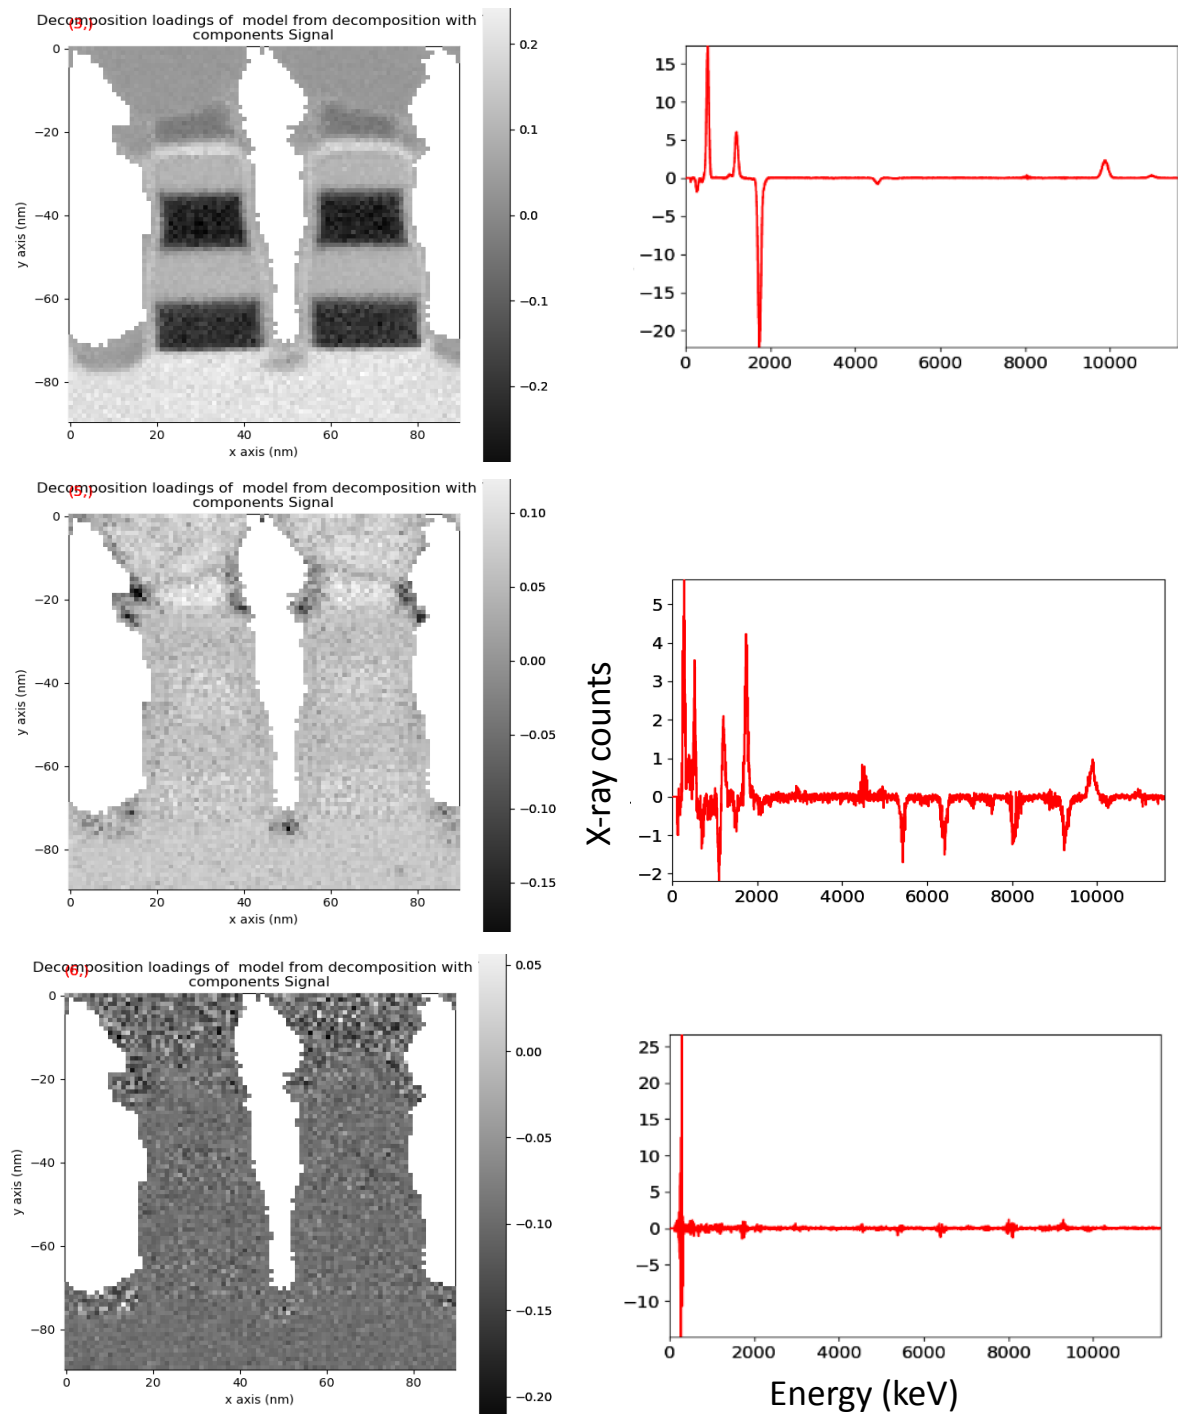 Decomposition loadings of model from decomposition with
(3,)
components Signal
0
−20
−40
−60
−80
y axis (nm)
0 20 40 60 80
x axis (nm)
0.2
0.1
0.0
−0.1
−0.2
15
10
5
0
−5
−10
−15
−20
0 2000 4000 6000 8000 10000
Decomposition loadings of model from decomposition with
(5,)
components Signal
0
−20
−40
−60
−80
y axis (nm)
0 20 40 60 80
x axis (nm)
0.10
0.05
0.00
−0.05
−0.10
−0.15
X-ray counts
5
4
3
2
1
0
−1
−2
0 2000 4000 6000 8000 10000
Decomposition loadings of model from decomposition with
(6,)
components Signal
0
−20
−40
−60
−80
y axis (nm)
0 20 40 60 80
x axis (nm)
0.05
0.00
−0.05
−0.10
−0.15
−0.20
25
20
15
10
5
0
−5
−10
0 2000 4000 6000 8000 10000
Energy (keV)